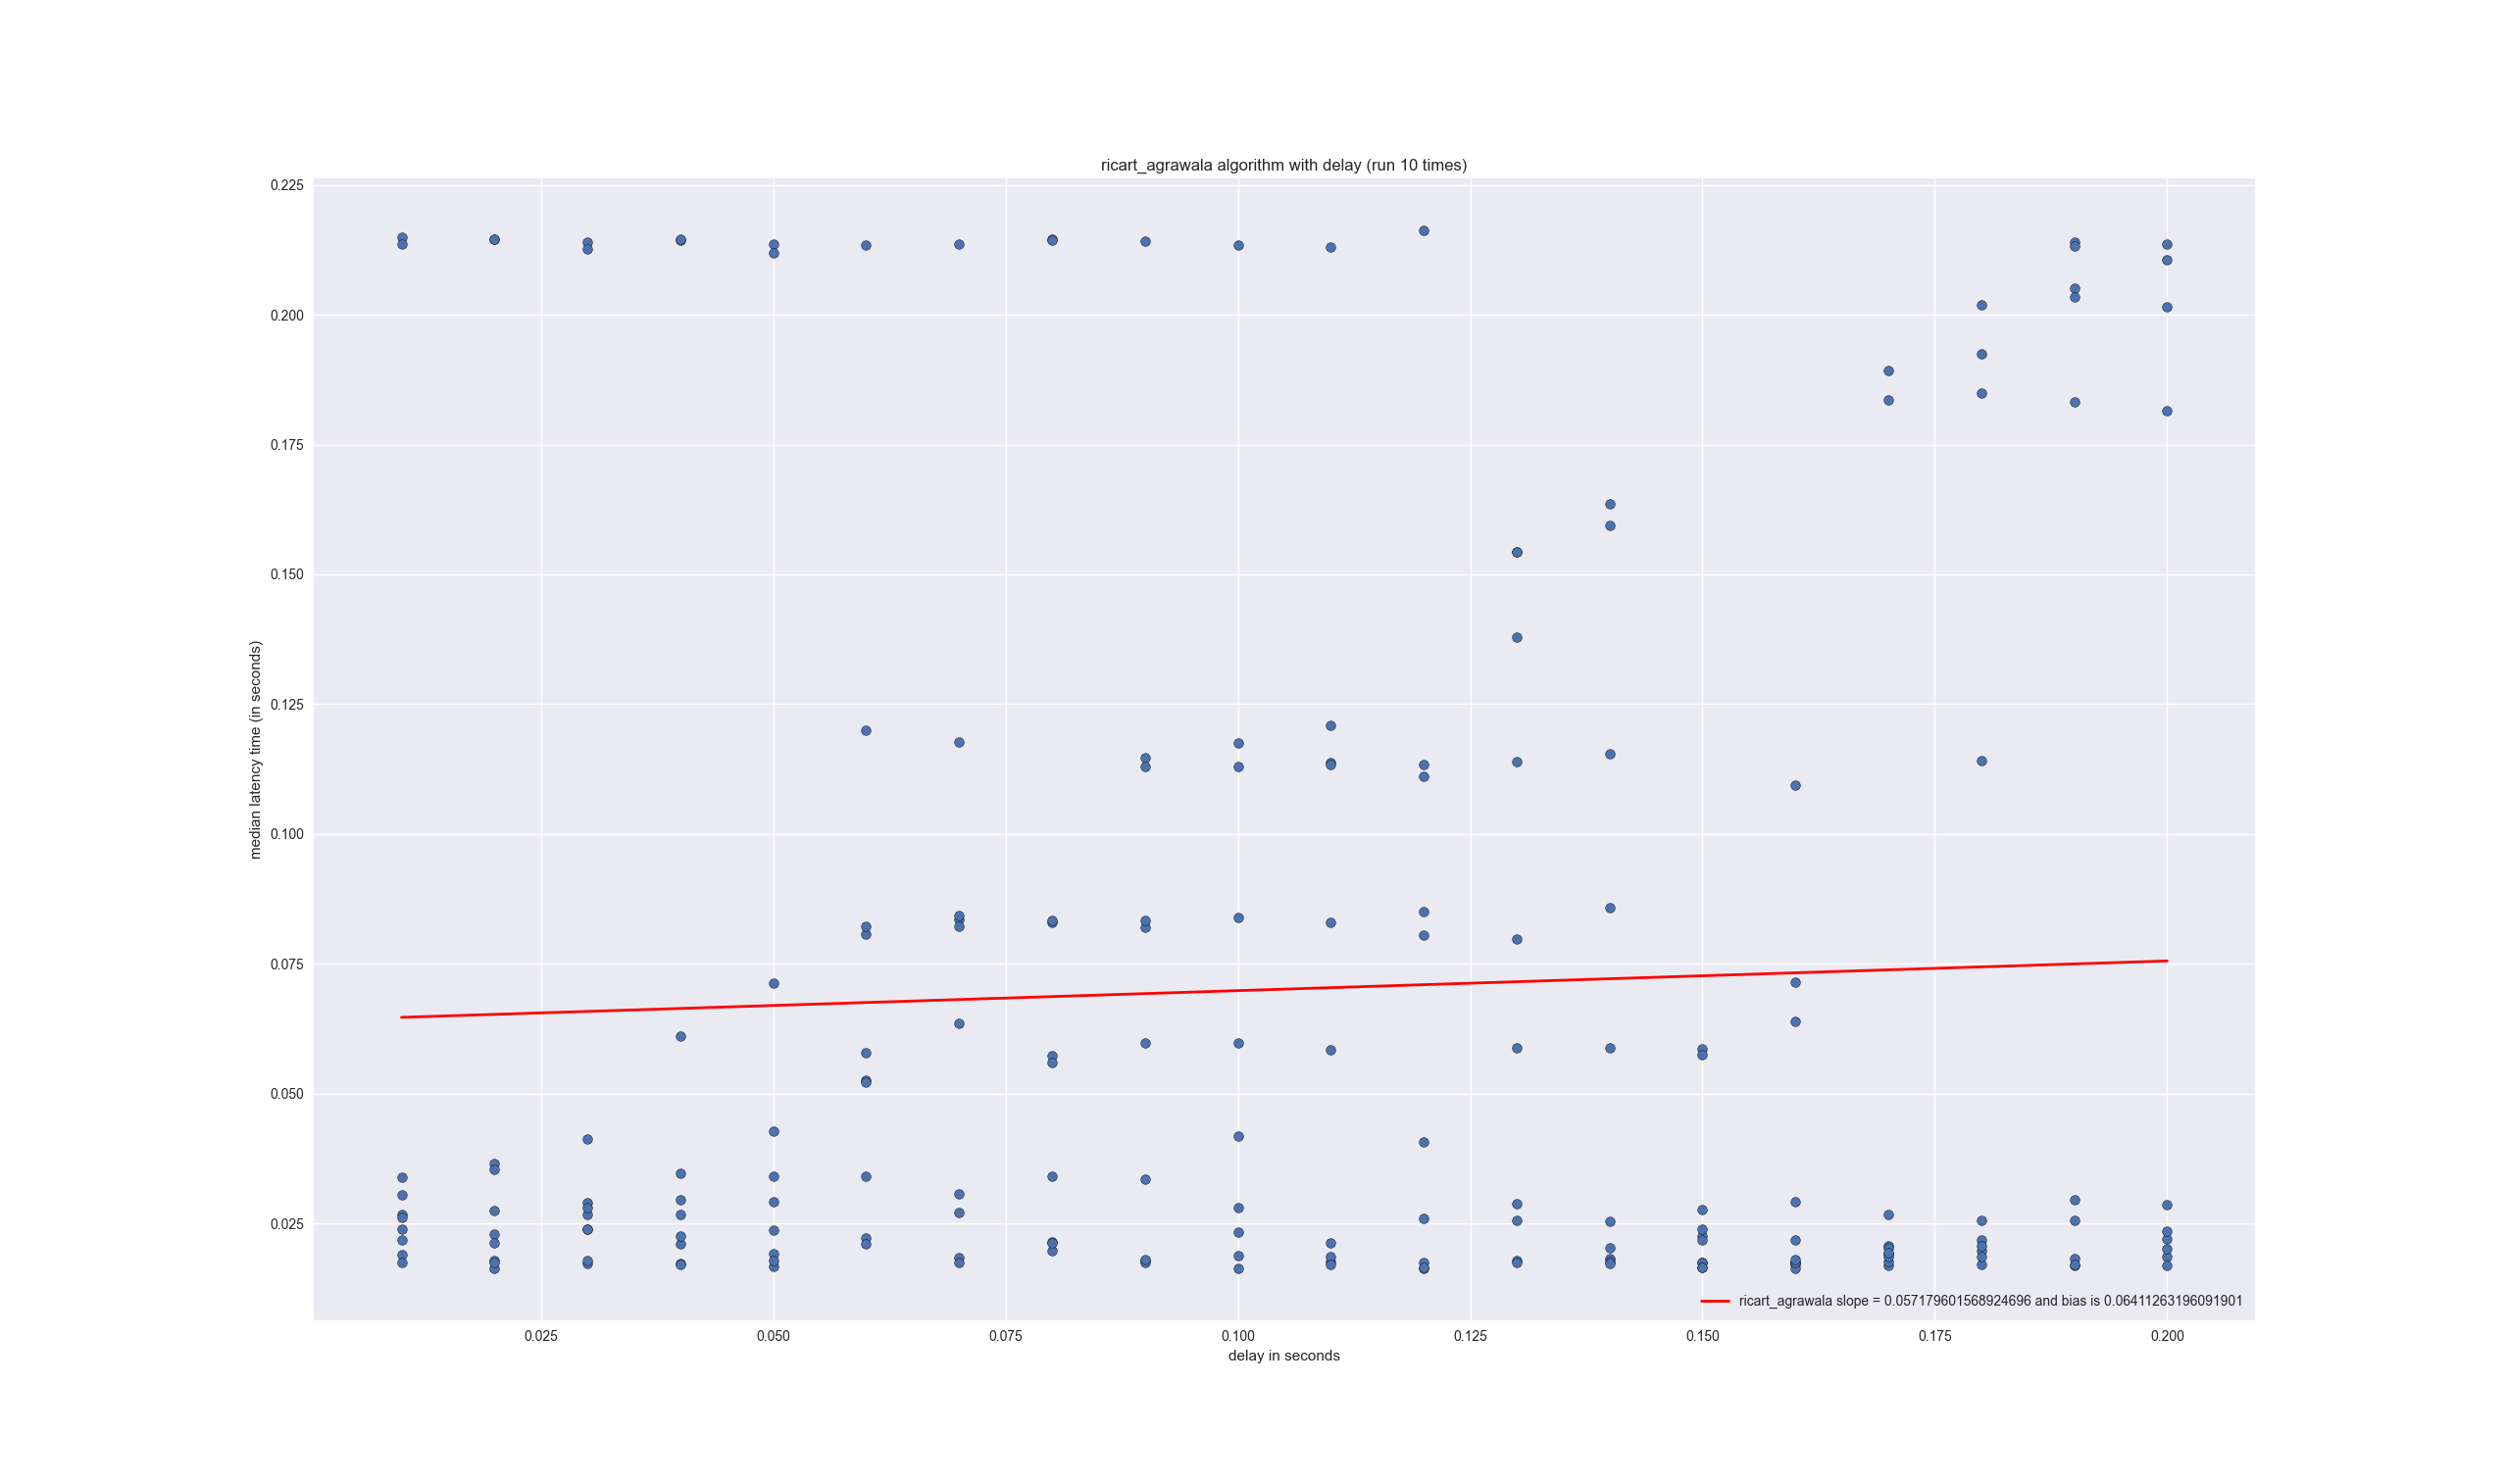 ricart_agrawala algorithm with delay (run 10 times)
0.225
0.200
0.175
0.150
0.125
0.100
0.075
0.050
0.025
median latency time (in seconds)
ricart_agrawala slope = 0.057179601568924696 and bias is 0.06411263196091901
0.025 0.050 0.075 0.100 0.125 0.150 0.175 0.200
delay in seconds